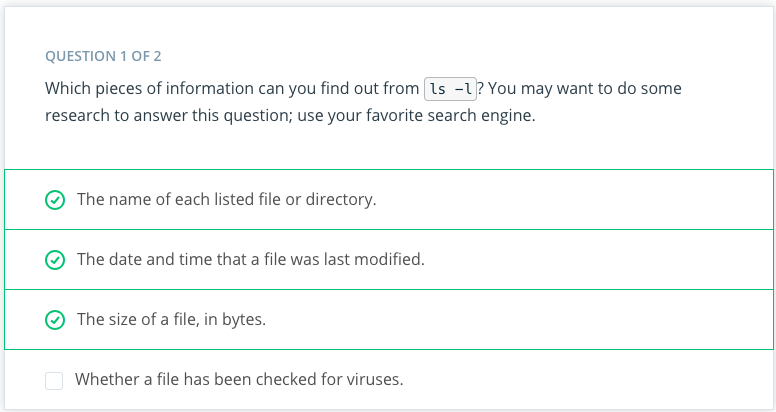 QUESTION 1 OF 2
Which pieces of information can you find out from ls -l? You may want to do some
research to answer this question; use your favorite search engine.
The name of each listed file or directory.
The date and time that a file was last modified.
The size of a file, in bytes.
Whether a file has been checked for viruses.